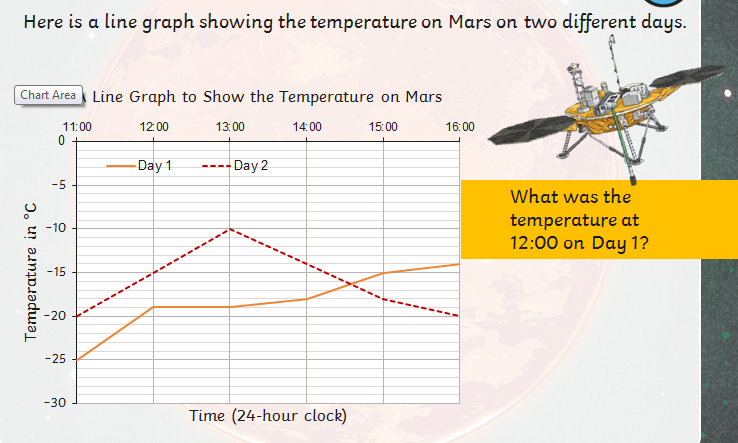 Here is a line graph showing the temperature on Mars on two different days.
Chart Area
Line Graph to Show the Temperature on Mars
11:00 12:00 13:00 14:00 15:00 16:00
0
-5
-10
-15
-20
-25
-30
Day 1 Day 2
Temperature in °C
Time (24-hour clock)
What was the
temperature at
12:00 on Day 1?